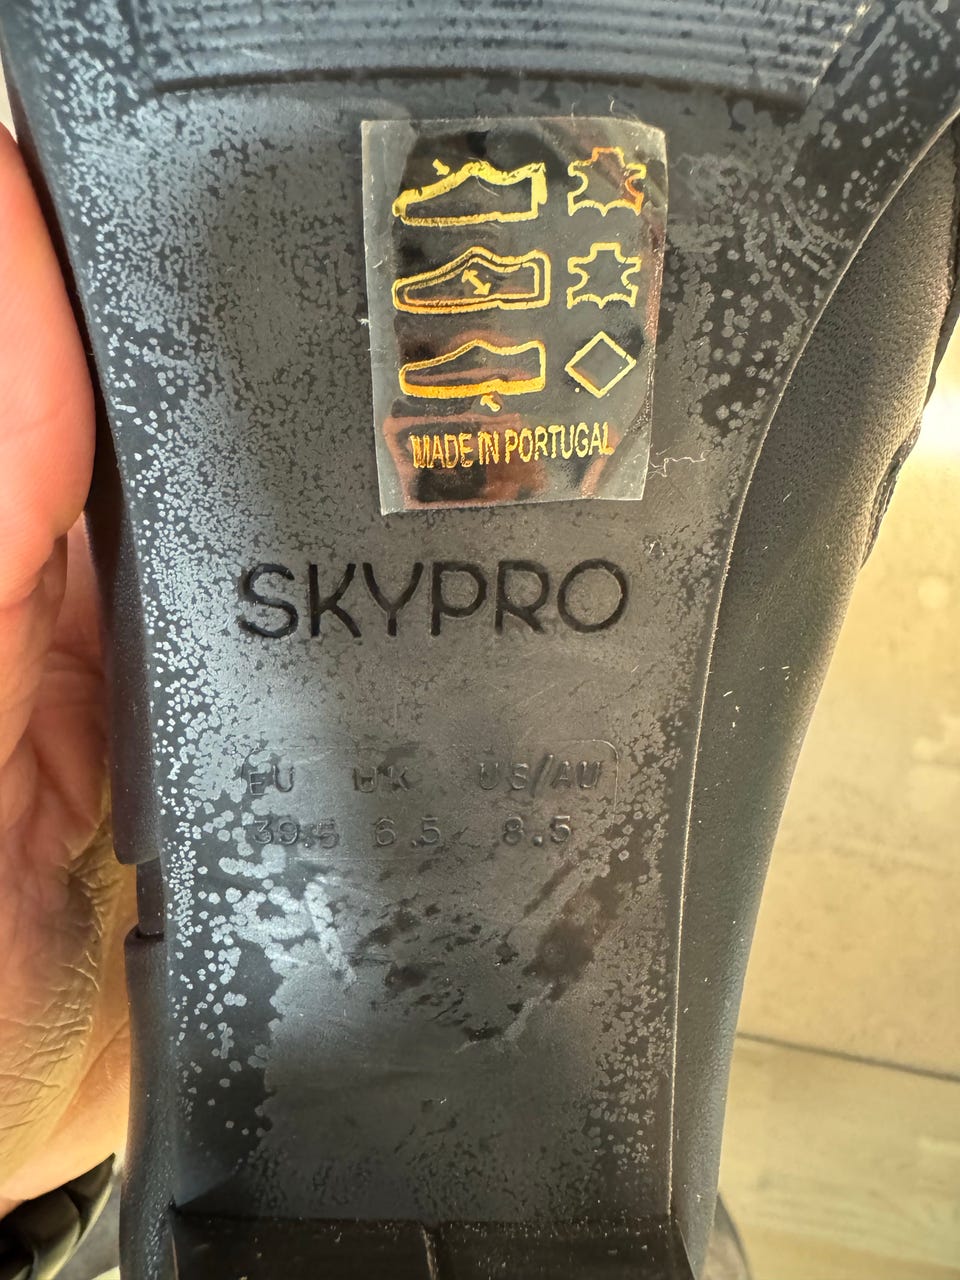 MADE IN PORTUGAL
SKYPRO
EU UK US/AU
39.5 6.5 8.5